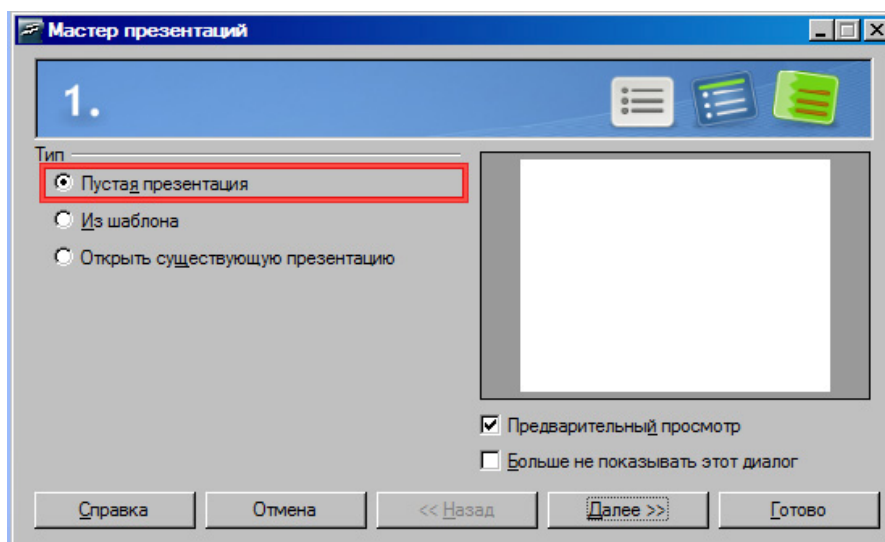 Мастер презентаций
1.
Тип
Пустая презентация
Из шаблона
Открыть существующую презентацию
Предварительный просмотр
Больше не показывать этот диалог
Справка Отмена << Назад Далее >> Готово